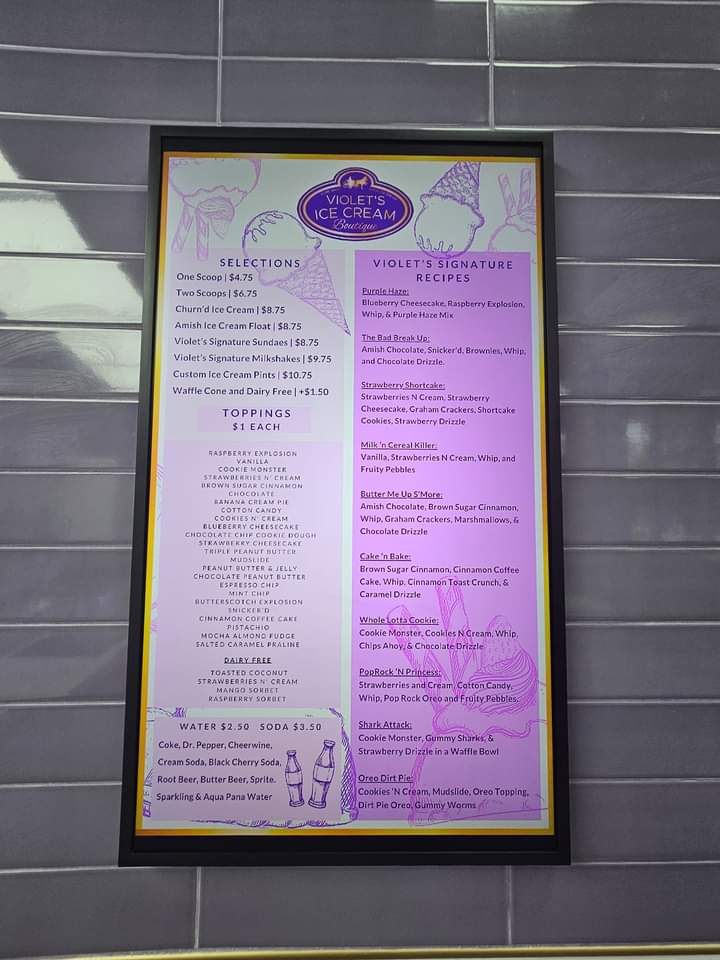 VIOLET'S
ICE CREAM
Boutique
SELECTIONS
One Scoop | $4.75
Two Scoops | $6.75
Churn'd Ice Cream | $8.75
Amish Ice Cream Float | $8.75
Violet's Signature Sundaes | $8.75
Violet's Signature Milkshakes | $9.75
Custom Ice Cream Pints | $10.75
Waffle Cone and Dairy Free | +$1.50
TOPPINGS
$1 EACH
RASPBERRY EXPLOSION
VANILLA
COOKIE MONSTER
STRAWBERRIES N' CREAM
BROWN SUGAR CINNAMON
CHOCOLATE
BANANA CREAM PIE
COTTON CANDY
COOKIES N' CREAM
BLUEBERRY CHEESECAKE
CHOCOLATE CHIP COOKIE DOUGH
STRAWBERRY CHEESECAKE
TRIPLE PEANUT BUTTER
MUDSLIDE
PEANUT BUTTER & JELLY
CHOCOLATE PEANUT BUTTER
ESPRESSO CHIP
MINT CHIP
BUTTERSCOTCH EXPLOSION
SNICKER'D
CINNAMON COFFEE CAKE
PISTACHIO
MOCHA ALMOND FUDGE
SALTED CARAMEL PRALINE
DAIRY FREE
TOASTED COCONUT
STRAWBERRIES N' CREAM
MANGO SORBET
RASPBERRY SORBET
WATER $2.50 SODA $3.50
Coke, Dr. Pepper, Cheerwine,
Cream Soda, Black Cherry Soda,
Root Beer, Butter Beer, Sprite.
Sparkling & Aqua Pana Water
VIOLET'S SIGNATURE
RECIPES
Purple Haze:
Blueberry Cheesecake, Raspberry Explosion,
Whip, & Purple Haze Mix
The Bad Break Up:
Amish Chocolate, Snicker'd, Brownies, Whip,
and Chocolate Drizzle.
Strawberry Shortcake:
Strawberries N Cream, Strawberry
Cheesecake, Graham Crackers, Shortcake
Cookies, Strawberry Drizzle
Milk 'n Cereal Killer:
Vanilla, Strawberries N Cream, Whip, and
Fruity Pebbles
Butter Me Up S'More:
Amish Chocolate, Brown Sugar Cinnamon,
Whip, Graham Crackers, Marshmallows, &
Chocolate Drizzle
Cake 'n Bake:
Brown Sugar Cinnamon, Cinnamon Coffee
Cake, Whip, Cinnamon Toast Crunch, &
Caramel Drizzle
Whole Lotta Cookie:
Cookie Monster, Cookies N Cream, Whip,
Chips Ahoy, & Chocolate Drizzle
PopRock 'N Princess:
Strawberries and Cream, Cotton Candy,
Whip, Pop Rock Oreo and Fruity Pebbles.
Shark Attack:
Cookie Monster, Gummy Sharks, &
Strawberry Drizzle in a Waffle Bowl
Oreo Dirt Pie:
Cookies 'N Cream, Mudslide, Oreo Topping,
Dirt Pie Oreo, Gummy Worms